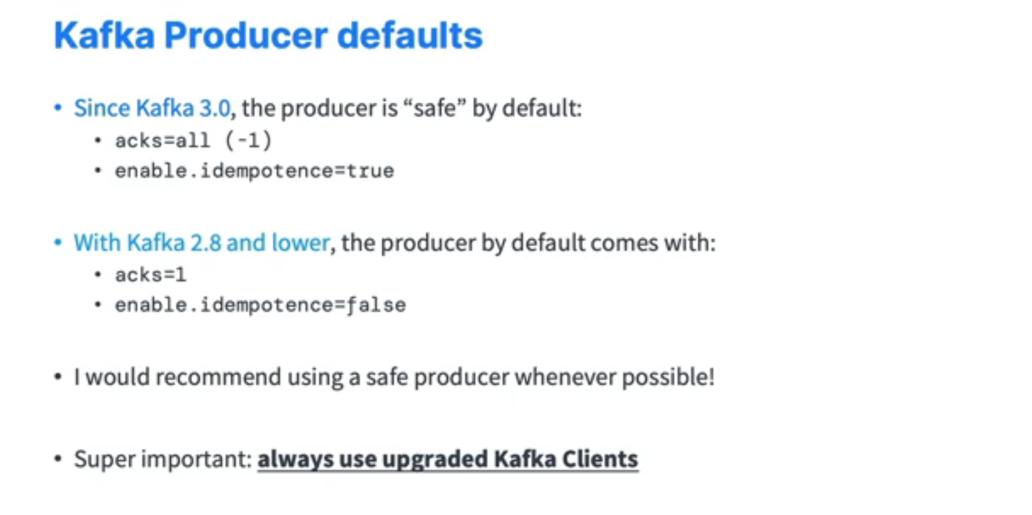 Kafka Producer defaults
• Since Kafka 3.0, the producer is “safe” by default:
• acks=all (-1)
• enable.idempotence=true
• With Kafka 2.8 and lower, the producer by default comes with:
• acks=1
• enable.idempotence=false
• I would recommend using a safe producer whenever possible!
• Super important: always use upgraded Kafka Clients